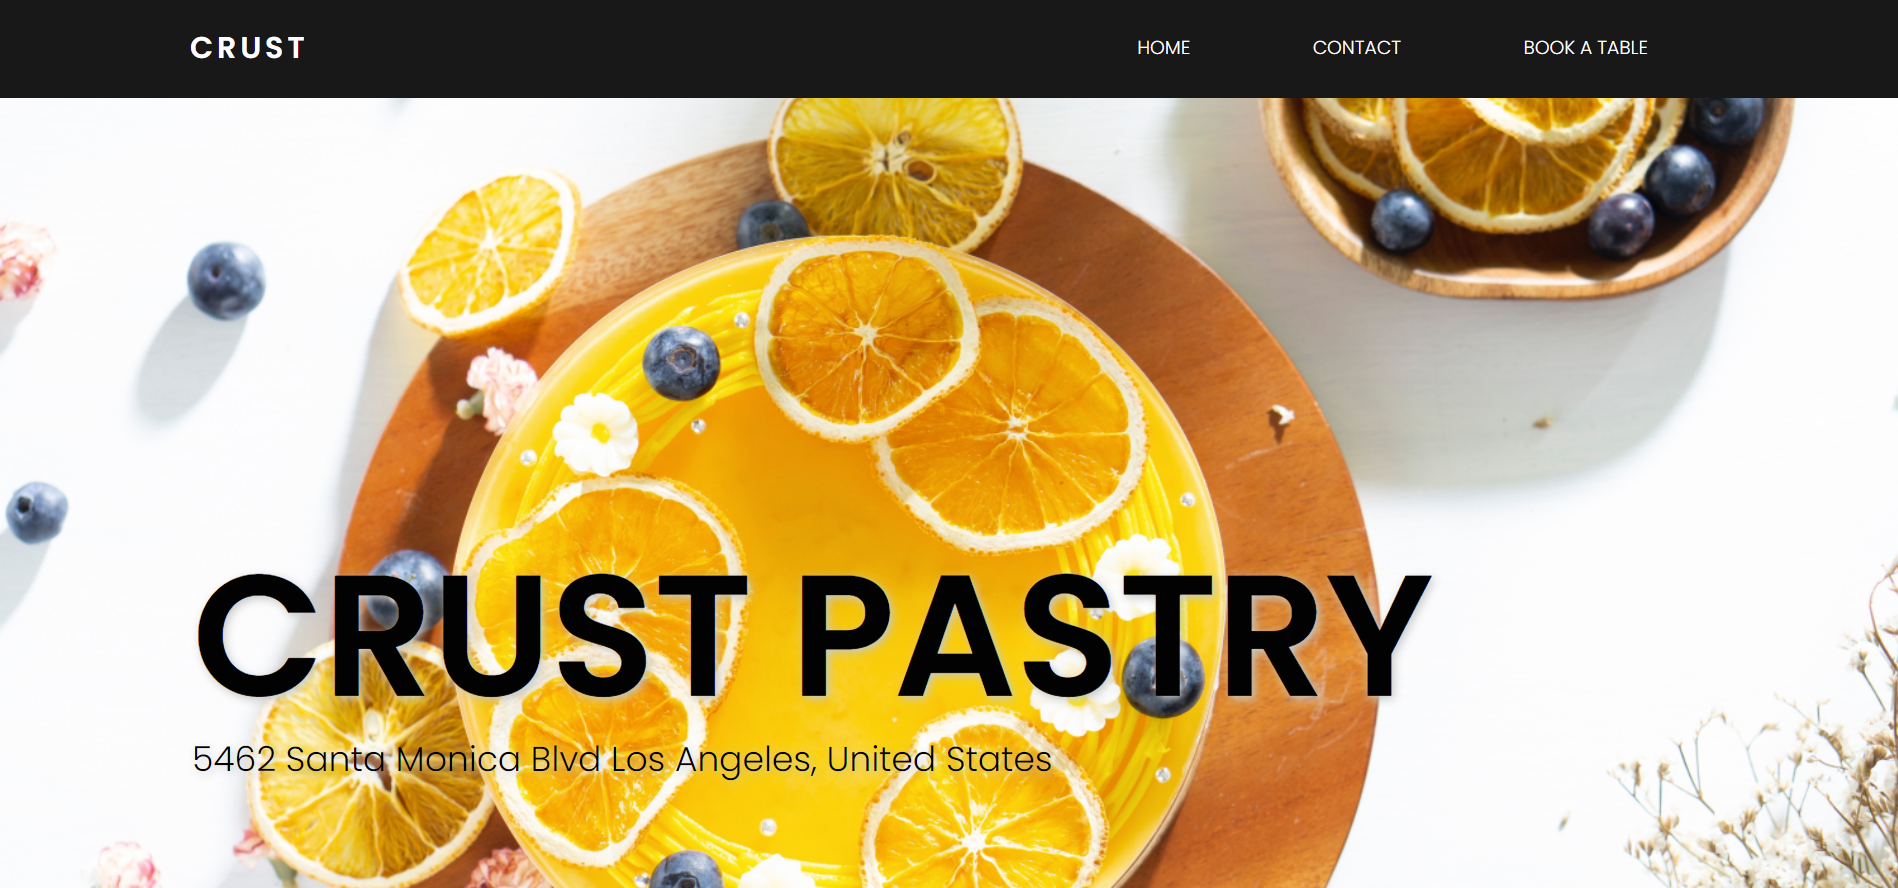 CRUST
HOME CONTACT BOOK A TABLE
CRUST PASTRY
5462 Santa Monica Blvd Los Angeles, United States